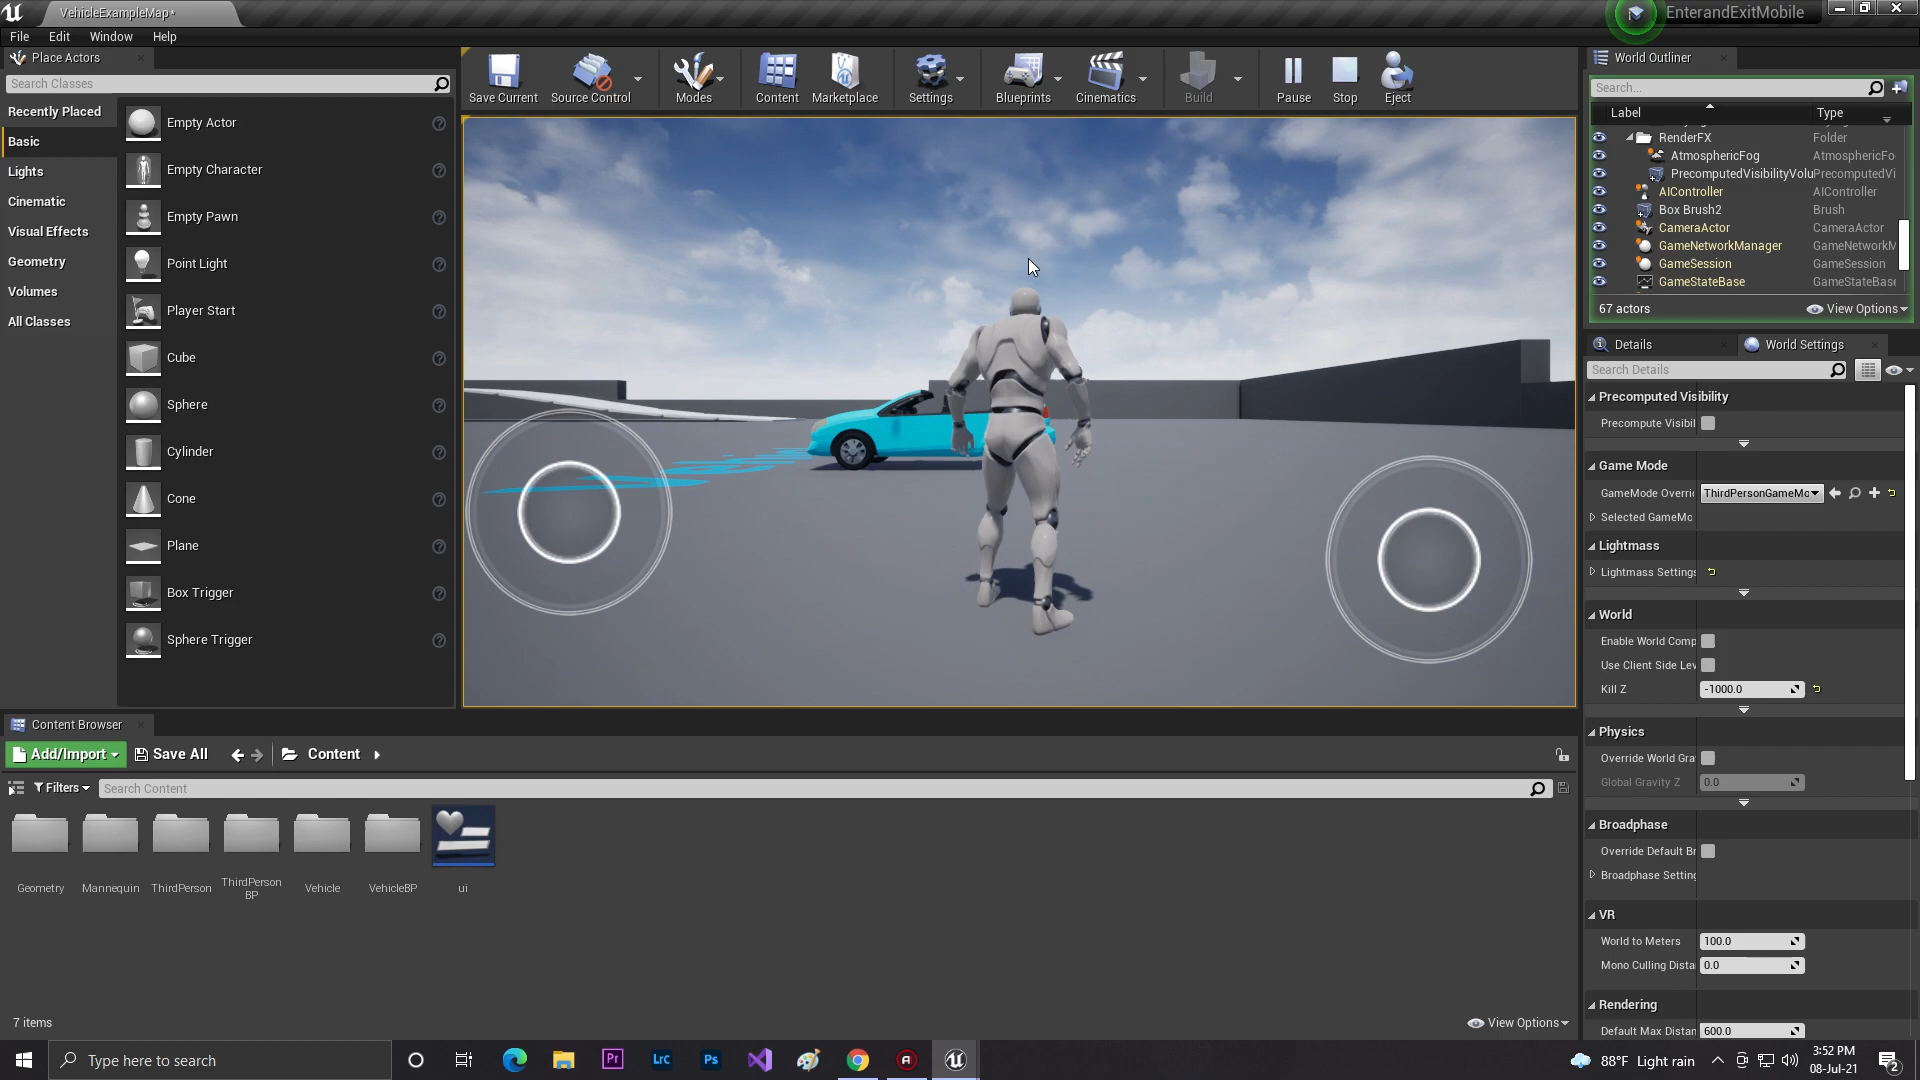 VehicleExampleMap*
EnterandExitMobile
File
Edit
Window
Help
Place Actors
Search Classes
Recently Placed
Basic
Lights
Cinematic
Visual Effects
Geometry
Volumes
All Classes
Empty Actor
Empty Character
Empty Pawn
Point Light
Player Start
Cube
Sphere
Cylinder
Cone
Plane
Box Trigger
Sphere Trigger
Save Current
Source Control
Modes
Content
Marketplace
Settings
Blueprints
Cinematics
Build
Pause
Stop
Eject
World Outliner
Search...
Label
Type
RenderFX Folder
AtmosphericFog AtmosphericFo
PrecomputedVisibilityVolu PrecomputedVi
AIController AIController
Box Brush2 Brush
CameraActor CameraActor
GameNetworkManager GameNetworkM
GameSession GameSession
GameStateBase GameStateBase
67 actors
View Options
Details
World Settings
Search Details
Precomputed Visibility
Precompute Visibil
Game Mode
GameMode Overri ThirdPersonGameMo
Selected GameMo
Lightmass
Lightmass Settings
World
Enable World Comp
Use Client Side Lev
Kill Z -1000.0
Physics
Override World Gra
Global Gravity Z 0.0
Broadphase
Override Default Br
Broadphase Setting
VR
World to Meters 100.0
Mono Culling Dista 0.0
Rendering
Default Max Distan 600.0
Content Browser
Add/Import
Save All
Content
Filters
Search Content
Geometry
Mannequin
ThirdPerson
ThirdPerson
BP
Vehicle
VehicleBP
ui
7 items
View Options
Type here to search
Pr
Lrc
Ps
88°F Light rain
3:52 PM
08-Jul-21
2